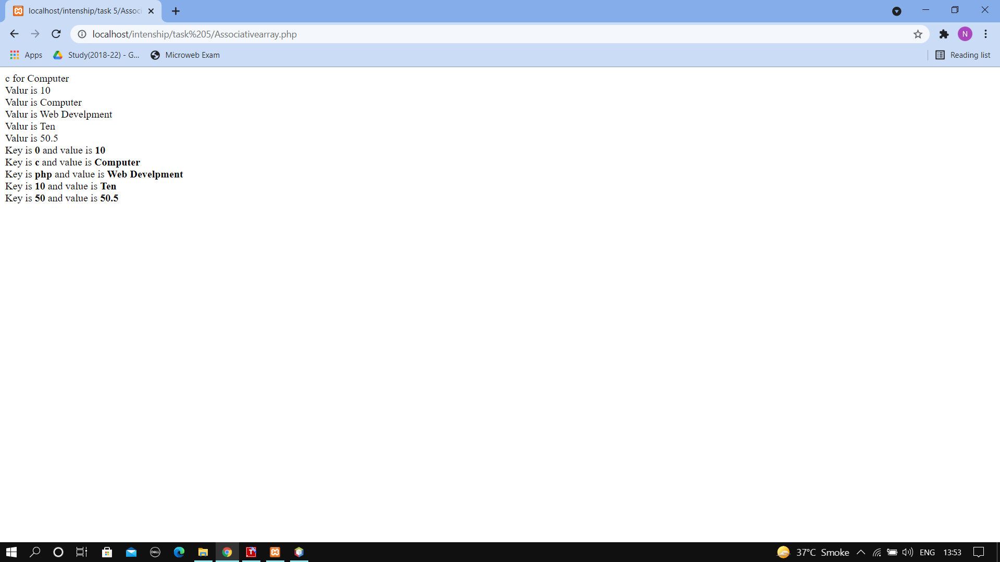 localhost/intenship/task 5/Associ
localhost/intenship/task%205/Associativearray.php
N
Apps
Study(2018-22) - G...
Microweb Exam
Reading list
c for Computer
Valur is 10
Valur is Computer
Valur is Web Develpment
Valur is Ten
Valur is 50.5
Key is 0 and value is 10
Key is c and value is Computer
Key is php and value is Web Develpment
Key is 10 and value is Ten
Key is 50 and value is 50.5
DELL
T
37°C Smoke
ENG
13:53